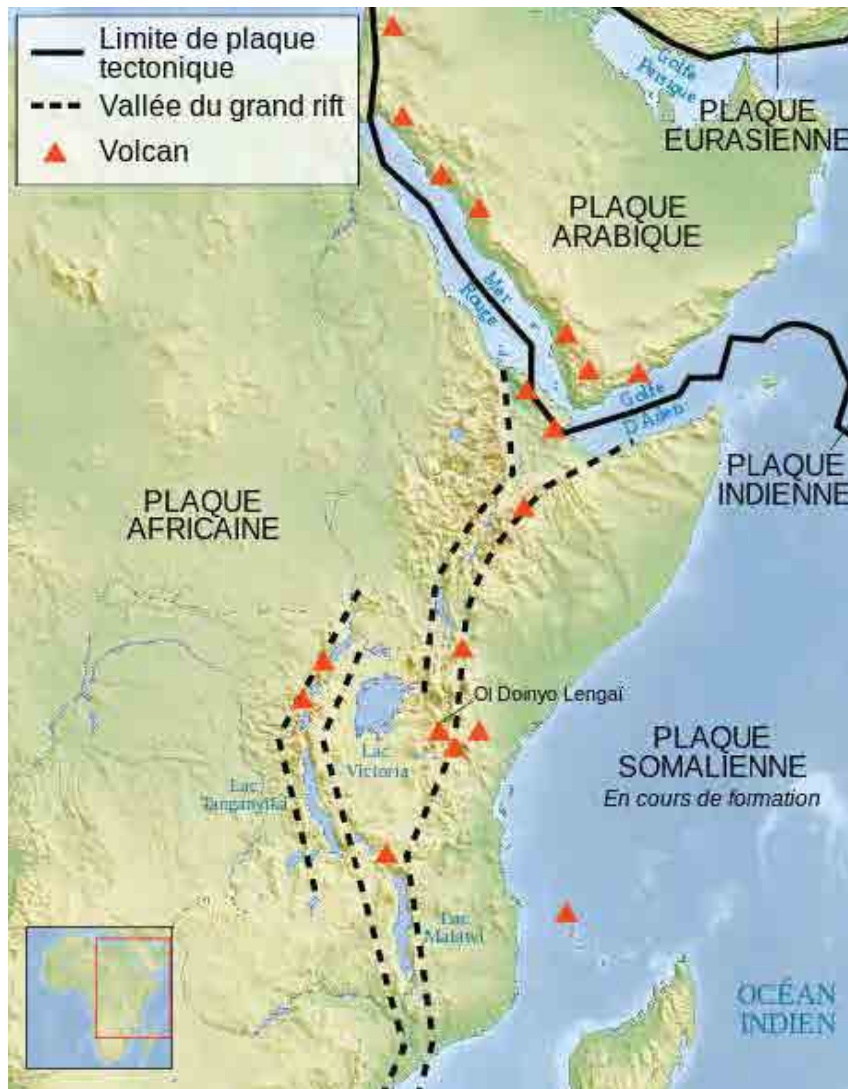 Limite de plaque
tectonique
Vallée du grand rift
Volcan
Golfe
Persique
PLAQUE
EURASIENNE
PLAQUE
ARABIQUE
Mer
Rouge
Golfe
D'Aden
PLAQUE
INDIENNE
PLAQUE
AFRICAINE
Ol Doinyo Lengaï
Lac
Victoria
PLAQUE
SOMALIENNE
En cours de formation
Lac
Tanganyika
Lac
Malawi
OCÉAN
INDIEN